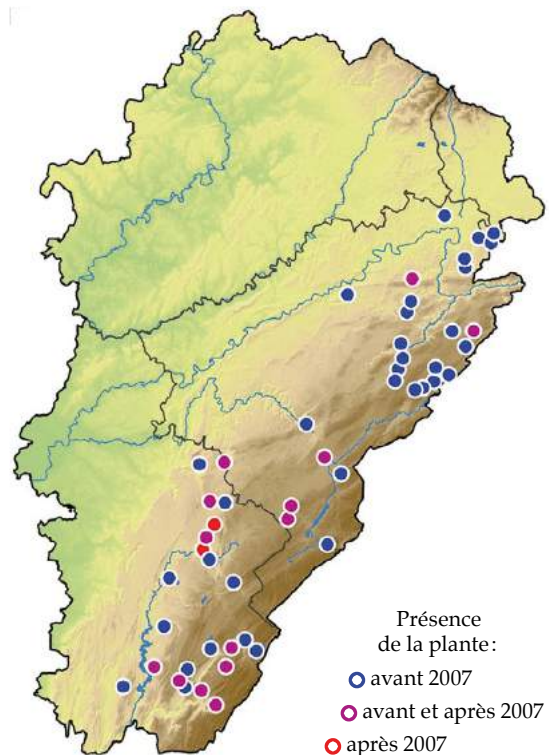 Présence
de la plante :
avant 2007
avant et après 2007
après 2007